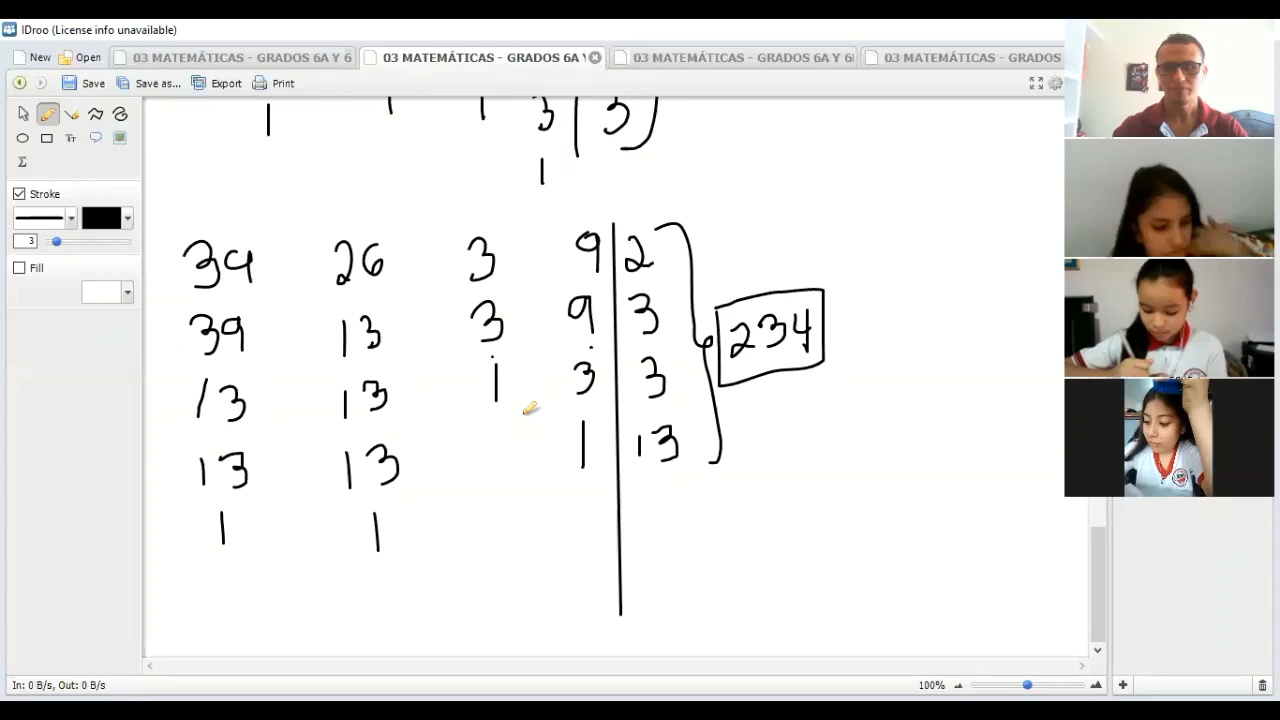 IDroo (License info unavailable)
New Open 03 MATEMÁTICAS - GRADOS 6A Y 6 03 MATEMÁTICAS - GRADOS 6A Y 03 MATEMÁTICAS - GRADOS 6A Y 6 03 MATEMÁTICAS - GRADOS
Save Save as... Export Print
Tr
Σ
Stroke
3
Fill
1 1 1 3 3
1
39 26 3 9 2
39 13 3 9 3
234
13 13 1 3 3
13 13 1 13
1 1
In: 0 B/s, Out: 0 B/s 100%